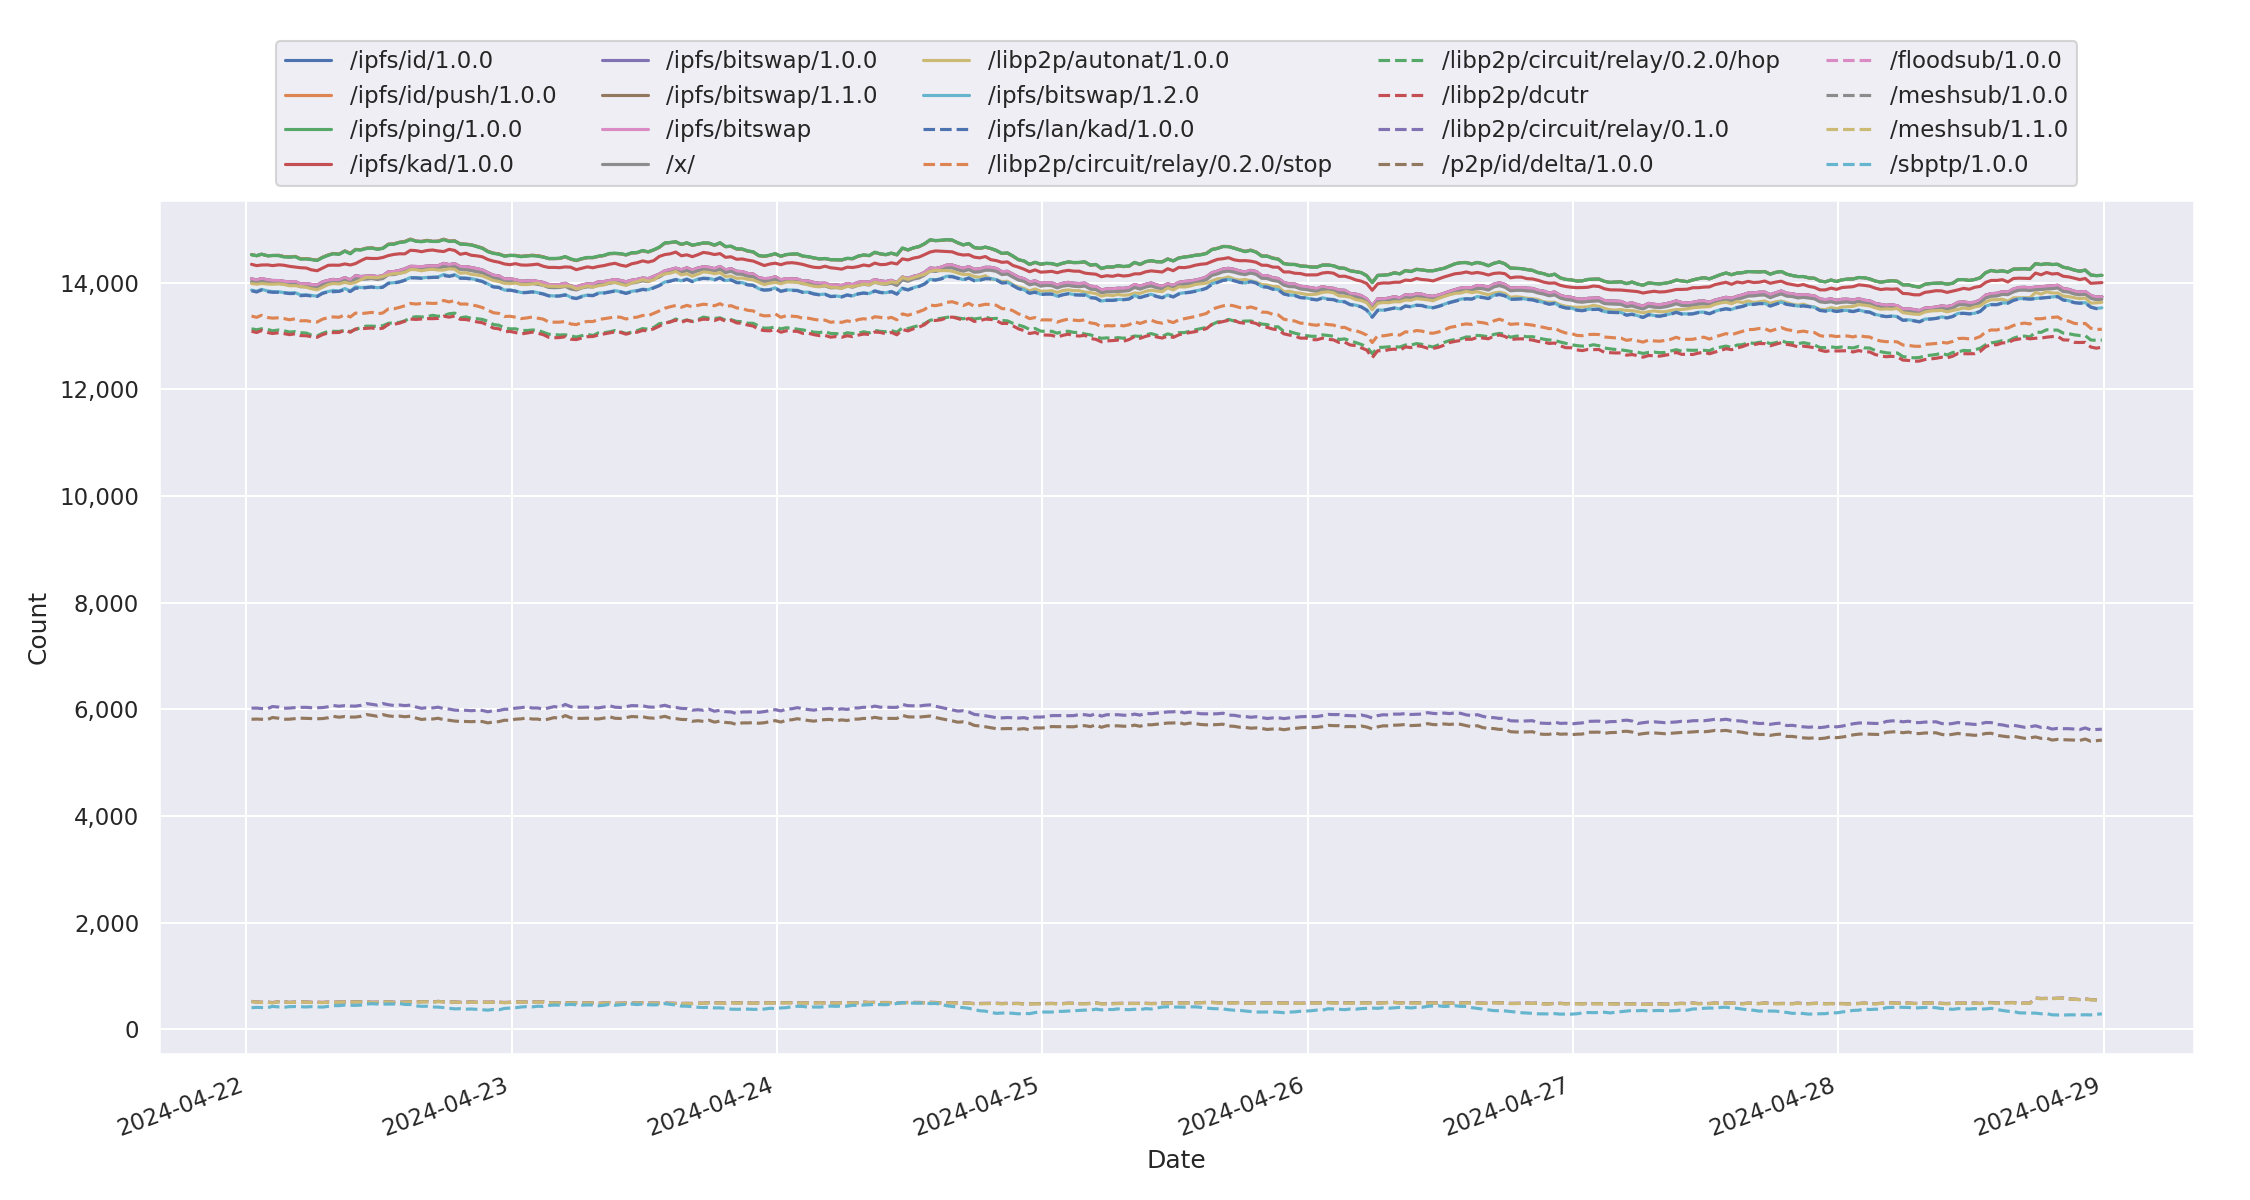 /ipfs/id/1.0.0
/ipfs/id/push/1.0.0
/ipfs/ping/1.0.0
/ipfs/kad/1.0.0
/ipfs/bitswap/1.0.0
/ipfs/bitswap/1.1.0
/ipfs/bitswap
/x/
/libp2p/autonat/1.0.0
/ipfs/bitswap/1.2.0
/ipfs/lan/kad/1.0.0
/libp2p/circuit/relay/0.2.0/stop
/libp2p/circuit/relay/0.2.0/hop
/libp2p/dcutr
/libp2p/circuit/relay/0.1.0
/p2p/id/delta/1.0.0
/floodsub/1.0.0
/meshsub/1.0.0
/meshsub/1.1.0
/sbptp/1.0.0
14,000
12,000
10,000
8,000
6,000
4,000
2,000
0
Count
2024-04-22
2024-04-23
2024-04-24
2024-04-25
2024-04-26
2024-04-27
2024-04-28
2024-04-29
Date